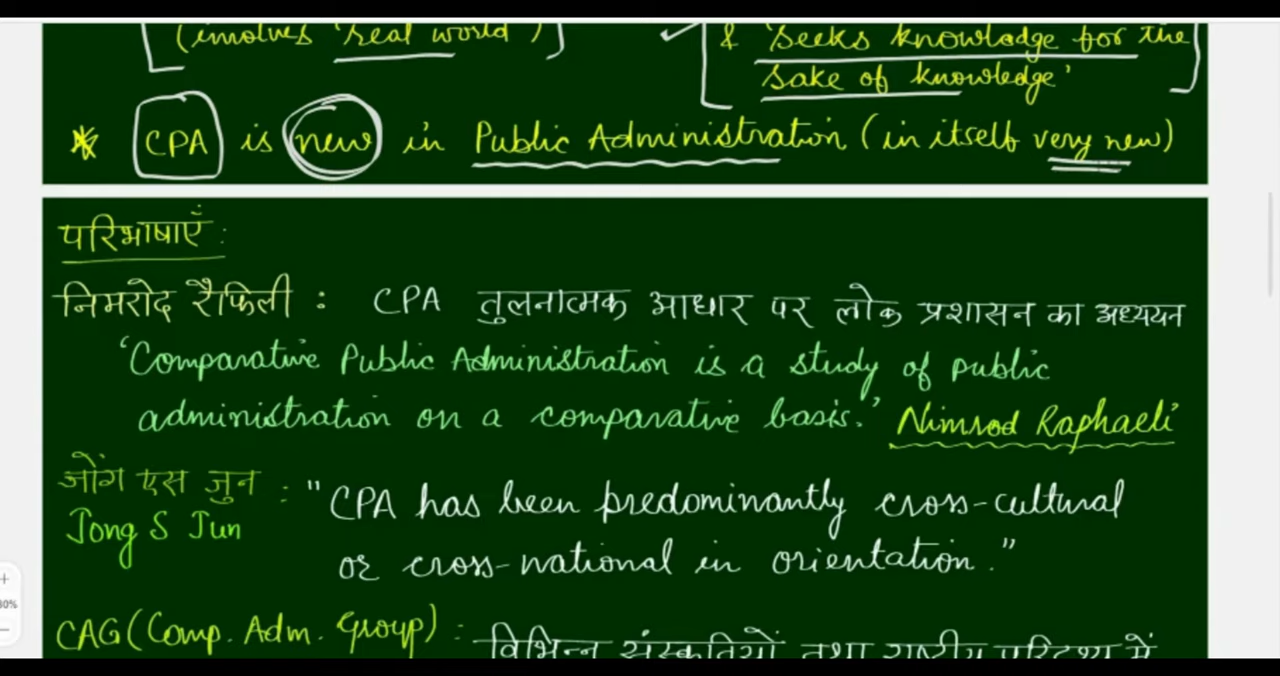 (involves 'real world')
& 'Seeks knowledge for the
sake of knowledge'
* CPA is new in Public Administration (in itself very new)
परिभाषाएँ :
निमरोद रैफिली : CPA तुलनात्मक आधार पर लोक प्रशासन का अध्ययन
'Comparative Public Administration is a study of public
administration on a comparative basis.' Nimrod Raphaeli
जोंग एस जुन : "CPA has been predominantly cross-cultural
Jong S Jun
or cross-national in orientation."
CAG (Comp. Adm. Group) : विभिन्न संस्कृतियों तथा राष्ट्रीय परिदृश्य में
+
−